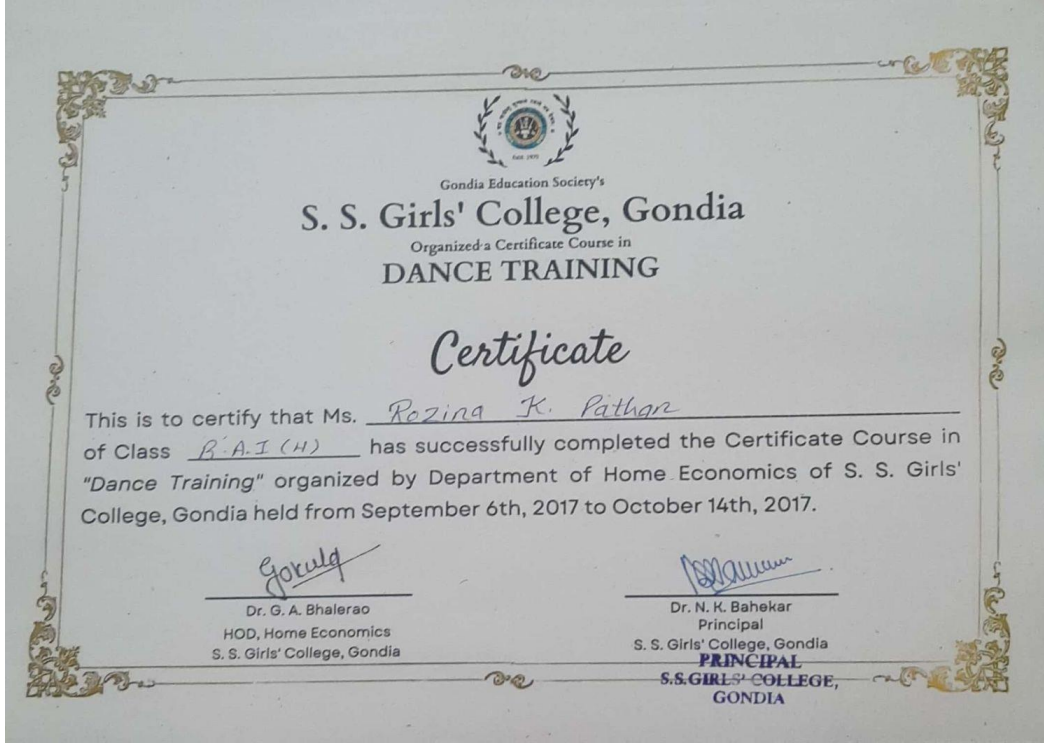 Gondia Education Society's
S. S. Girls' College, Gondia
Organized a Certificate Course in
DANCE TRAINING
Certificate
This is to certify that Ms. Rozina K. Pathan
of Class B.A.I (H) has successfully completed the Certificate Course in
"Dance Training" organized by Department of Home Economics of S. S. Girls'
College, Gondia held from September 6th, 2017 to October 14th, 2017.
Dr. G. A. Bhalerao
HOD, Home Economics
S. S. Girls' College, Gondia
Dr. N. K. Bahekar
Principal
S. S. Girls' College, Gondia
PRINCIPAL
S.S.GIRLS' COLLEGE,
GONDIA